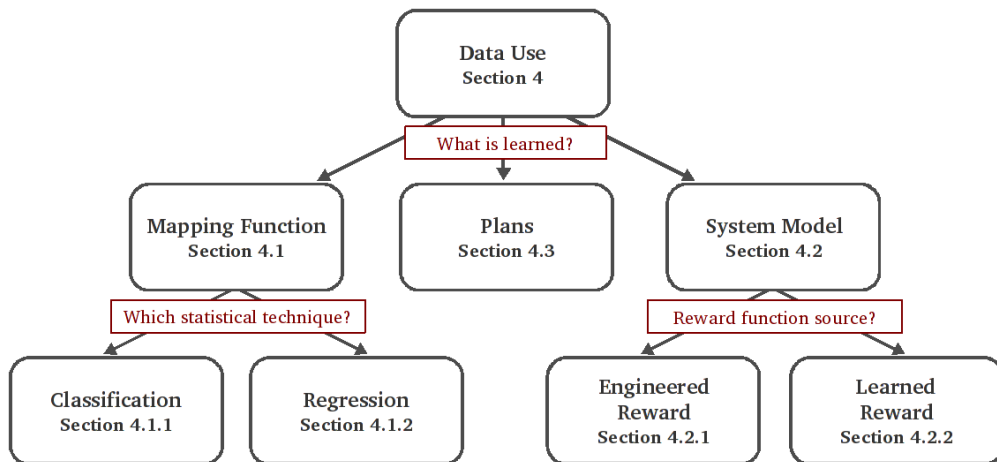 Data Use
Section 4
What is learned?
Mapping Function
Section 4.1
Plans
Section 4.3
System Model
Section 4.2
Which statistical technique?
Reward function source?
Classification
Section 4.1.1
Regression
Section 4.1.2
Engineered
Reward
Section 4.2.1
Learned
Reward
Section 4.2.2